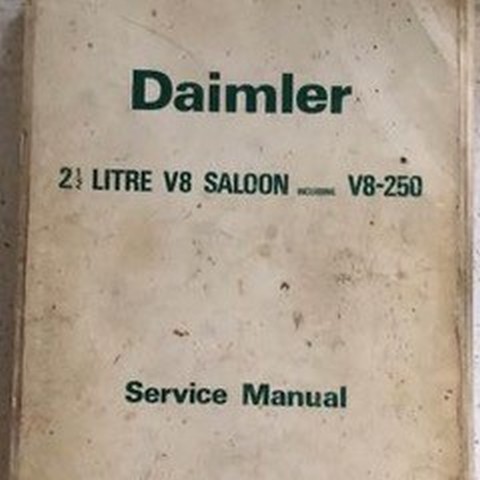 Daimler
2½ LITRE V8 SALOON INCLUDING V8-250
Service Manual